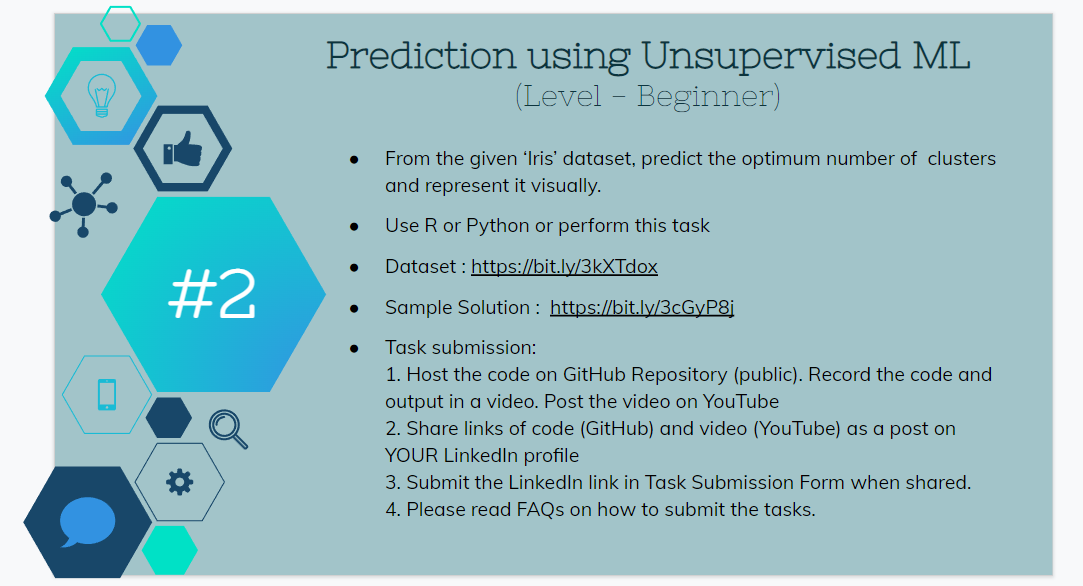 Prediction using Unsupervised ML
(Level - Beginner)
#2
● From the given ‘Iris’ dataset, predict the optimum number of clusters
and represent it visually.
● Use R or Python or perform this task
● Dataset : https://bit.ly/3kXTdox
● Sample Solution : https://bit.ly/3cGyP8j
● Task submission:
1. Host the code on GitHub Repository (public). Record the code and
output in a video. Post the video on YouTube
2. Share links of code (GitHub) and video (YouTube) as a post on
YOUR LinkedIn profile
3. Submit the LinkedIn link in Task Submission Form when shared.
4. Please read FAQs on how to submit the tasks.